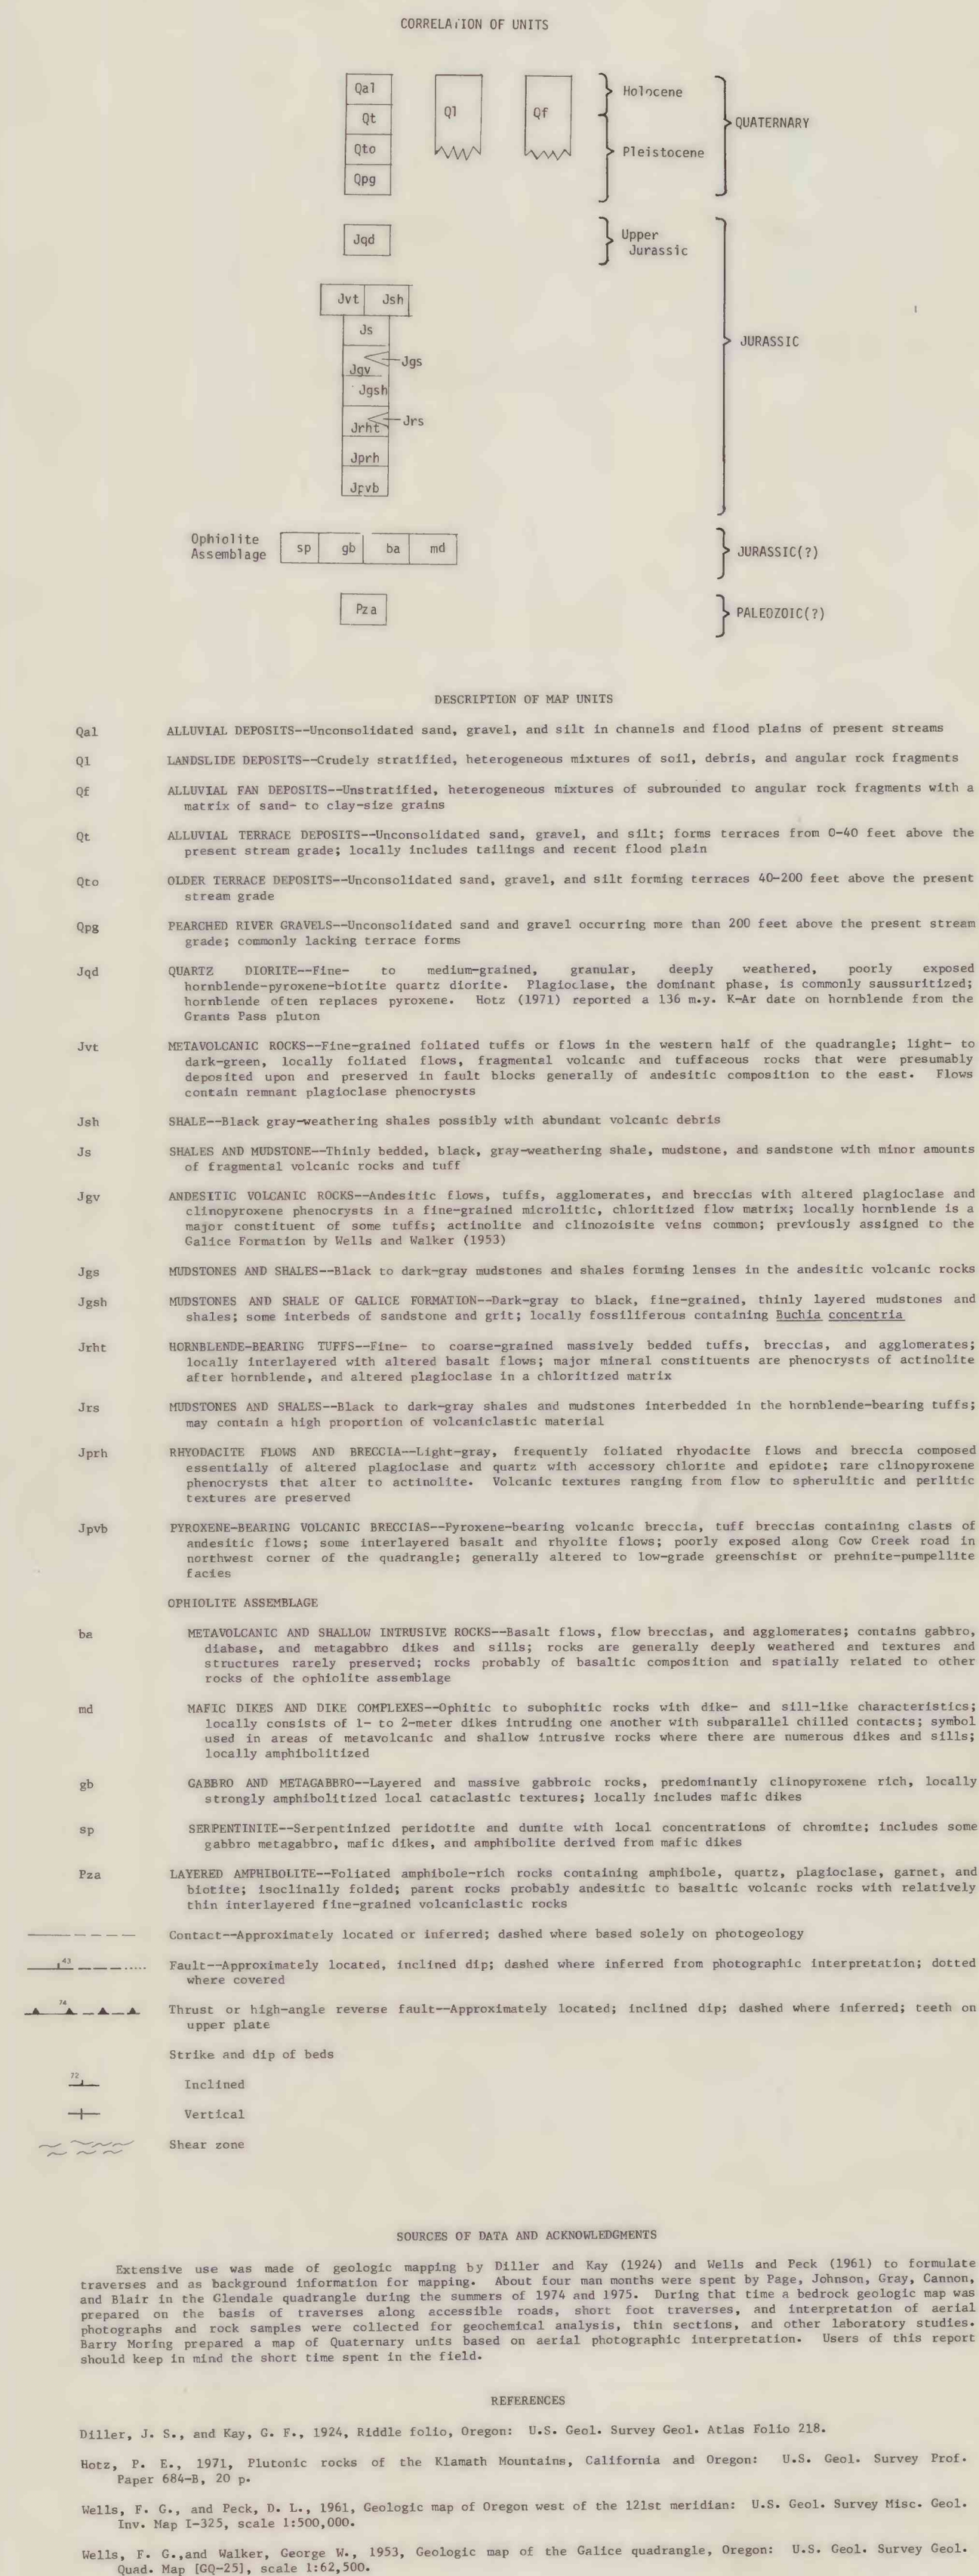 CORRELATION OF UNITS
Qal
Qt
Qto
Qpg
Ql
Qf
Holocene
Pleistocene
QUATERNARY
Jqd
Upper
Jurassic
Jvt
Jsh
Js
Jgv
Jgs
Jgsh
Jrht
Jrs
Jprh
Jpvb
JURASSIC
Ophiolite
Assemblage
sp
gb
ba
md
JURASSIC(?)
Pza
PALEOZOIC(?)
DESCRIPTION OF MAP UNITS
Qal ALLUVIAL DEPOSITS--Unconsolidated sand, gravel, and silt in channels and flood plains of present streams
Ql LANDSLIDE DEPOSITS--Crudely stratified, heterogeneous mixtures of soil, debris, and angular rock fragments
Qf ALLUVIAL FAN DEPOSITS--Unstratified, heterogeneous mixtures of subrounded to angular rock fragments with a
matrix of sand- to clay-size grains
Qt ALLUVIAL TERRACE DEPOSITS--Unconsolidated sand, gravel, and silt; forms terraces from 0-40 feet above the
present stream grade; locally includes tailings and recent flood plain
Qto OLDER TERRACE DEPOSITS--Unconsolidated sand, gravel, and silt forming terraces 40-200 feet above the present
stream grade
Qpg PEARCHED RIVER GRAVELS--Unconsolidated sand and gravel occurring more than 200 feet above the present stream
grade; commonly lacking terrace forms
Jqd QUARTZ DIORITE--Fine- to medium-grained, granular, deeply weathered, poorly exposed
hornblende-pyroxene-biotite quartz diorite. Plagioclase, the dominant phase, is commonly saussuritized;
hornblende often replaces pyroxene. Hotz (1971) reported a 136 m.y. K-Ar date on hornblende from the
Grants Pass pluton
Jvt METAVOLCANIC ROCKS--Fine-grained foliated tuffs or flows in the western half of the quadrangle; light- to
dark-green, locally foliated flows, fragmental volcanic and tuffaceous rocks that were presumably
deposited upon and preserved in fault blocks generally of andesitic composition to the east. Flows
contain remnant plagioclase phenocrysts
Jsh SHALE--Black gray-weathering shales possibly with abundant volcanic debris
Js SHALES AND MUDSTONE--Thinly bedded, black, gray-weathering shale, mudstone, and sandstone with minor amounts
of fragmental volcanic rocks and tuff
Jgv ANDESITIC VOLCANIC ROCKS--Andesitic flows, tuffs, agglomerates, and breccias with altered plagioclase and
clinopyroxene phenocrysts in a fine-grained microlitic, chloritized flow matrix; locally hornblende is a
major constituent of some tuffs; actinolite and clinozoisite veins common; previously assigned to the
Galice Formation by Wells and Walker (1953)
Jgs MUDSTONES AND SHALES--Black to dark-gray mudstones and shales forming lenses in the andesitic volcanic rocks
Jgsh MUDSTONES AND SHALE OF GALICE FORMATION--Dark-gray to black, fine-grained, thinly layered mudstones and
shales; some interbeds of sandstone and grit; locally fossiliferous containing Buchia concentria
Jrht HORNBLENDE-BEARING TUFFS--Fine- to coarse-grained massively bedded tuffs, breccias, and agglomerates;
locally interlayered with altered basalt flows; major mineral constituents are phenocrysts of actinolite
after hornblende, and altered plagioclase in a chloritized matrix
Jrs MUDSTONES AND SHALES--Black to dark-gray shales and mudstones interbedded in the hornblende-bearing tuffs;
may contain a high proportion of volcaniclastic material
Jprh RHYODACITE FLOWS AND BRECCIA--Light-gray, frequently foliated rhyodacite flows and breccia composed
essentially of altered plagioclase and quartz with accessory chlorite and epidote; rare clinopyroxene
phenocrysts that alter to actinolite. Volcanic textures ranging from flow to spherulitic and perlitic
textures are preserved
Jpvb PYROXENE-BEARING VOLCANIC BRECCIAS--Pyroxene-bearing volcanic breccia, tuff breccias containing clasts of
andesitic flows; some interlayered basalt and rhyolite flows; poorly exposed along Cow Creek road in
northwest corner of the quadrangle; generally altered to low-grade greenschist or prehnite-pumpellite
facies
OPHIOLITE ASSEMBLAGE
ba METAVOLCANIC AND SHALLOW INTRUSIVE ROCKS--Basalt flows, flow breccias, and agglomerates; contains gabbro,
diabase, and metagabbro dikes and sills; rocks are generally deeply weathered and textures and
structures rarely preserved; rocks probably of basaltic composition and spatially related to other
rocks of the ophiolite assemblage
md MAFIC DIKES AND DIKE COMPLEXES--Ophitic to subophitic rocks with dike- and sill-like characteristics;
locally consists of 1- to 2-meter dikes intruding one another with subparallel chilled contacts; symbol
used in areas of metavolcanic and shallow intrusive rocks where there are numerous dikes and sills;
locally amphibolitized
gb GABBRO AND METAGABBRO--Layered and massive gabbroic rocks, predominantly clinopyroxene rich, locally
strongly amphibolitized local cataclastic textures; locally includes mafic dikes
sp SERPENTINITE--Serpentinized peridotite and dunite with local concentrations of chromite; includes some
gabbro metagabbro, mafic dikes, and amphibolite derived from mafic dikes
Pza LAYERED AMPHIBOLITE--Foliated amphibole-rich rocks containing amphibole, quartz, plagioclase, garnet, and
biotite; isoclinally folded; parent rocks probably andesitic to basaltic volcanic rocks with relatively
thin interlayered fine-grained volcaniclastic rocks
Contact--Approximately located or inferred; dashed where based solely on photogeology
43 Fault--Approximately located, inclined dip; dashed where inferred from photographic interpretation; dotted
where covered
74 Thrust or high-angle reverse fault--Approximately located; inclined dip; dashed where inferred; teeth on
upper plate
Strike and dip of beds
72 Inclined
Vertical
Shear zone
SOURCES OF DATA AND ACKNOWLEDGMENTS
Extensive use was made of geologic mapping by Diller and Kay (1924) and Wells and Peck (1961) to formulate
traverses and as background information for mapping. About four man months were spent by Page, Johnson, Gray, Cannon,
and Blair in the Glendale quadrangle during the summers of 1974 and 1975. During that time a bedrock geologic map was
prepared on the basis of traverses along accessible roads, short foot traverses, and interpretation of aerial
photographs and rock samples were collected for geochemical analysis, thin sections, and other laboratory studies.
Barry Moring prepared a map of Quaternary units based on aerial photographic interpretation. Users of this report
should keep in mind the short time spent in the field.
REFERENCES
Diller, J. S., and Kay, G. F., 1924, Riddle folio, Oregon: U.S. Geol. Survey Geol. Atlas Folio 218.
Hotz, P. E., 1971, Plutonic rocks of the Klamath Mountains, California and Oregon: U.S. Geol. Survey Prof.
Paper 684-B, 20 p.
Wells, F. G., and Peck, D. L., 1961, Geologic map of Oregon west of the 121st meridian: U.S. Geol. Survey Misc. Geol.
Inv. Map I-325, scale 1:500,000.
Wells, F. G.,and Walker, George W., 1953, Geologic map of the Galice quadrangle, Oregon: U.S. Geol. Survey Geol.
Quad. Map [GQ-25], scale 1:62,500.